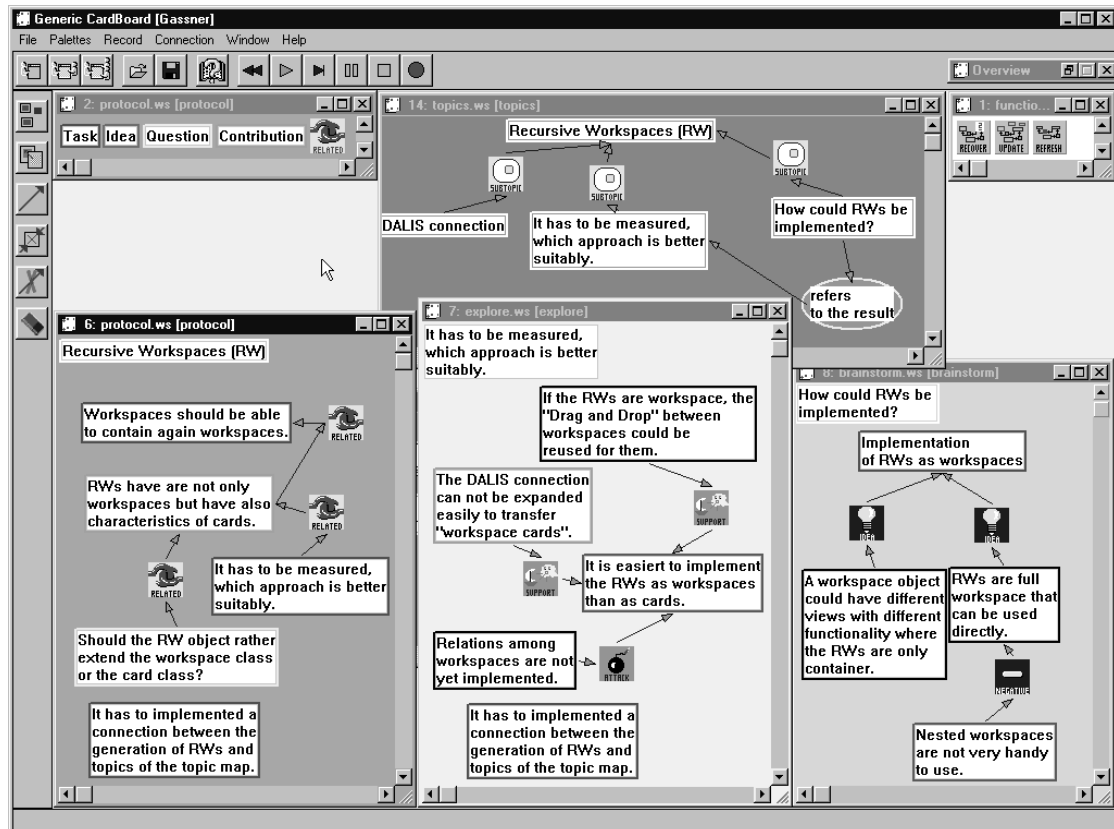 Generic CardBoard [Gassner]
File Palettes Record Connection Window Help
Overview
2: protocol.ws [protocol]
Task Idea Question Contribution
RELATED
14: topics.ws [topics]
Recursive Workspaces (RW)
SUBTOPIC
SUBTOPIC
SUBTOPIC
DALIS connection
It has to be measured,
which approach is better
suitably.
How could RWs be
implemented?
refers
to the result
1: functio...
RECOVER UPDATE REFRESH
6: protocol.ws [protocol]
Recursive Workspaces (RW)
Workspaces should be able
to contain again workspaces.
RELATED
RWs have are not only
workspaces but have also
characteristics of cards.
RELATED
RELATED
It has to be measured,
which approach is better
suitably.
Should the RW object rather
extend the workspace class
or the card class?
It has to implemented a
connection between the
generation of RWs and
topics of the topic map.
7: explore.ws [explore]
It has to be measured,
which approach is better
suitably.
If the RWs are workspace, the
"Drag and Drop" between
workspaces could be
reused for them.
The DALIS connection
can not be expanded
easily to transfer
"workspace cards".
SUPPORT
SUPPORT
It is easiert to implement
the RWs as workspaces
than as cards.
Relations among
workspaces are not
yet implemented.
ATTACK
It has to implemented a
connection between the
generation of RWs and
topics of the topic map.
8: brainstorm.ws [brainstorm]
How could RWs be
implemented?
Implementation
of RWs as workspaces
IDEA
IDEA
A workspace object
could have different
views with different
functionality where
the RWs are only
container.
RWs are full
workspace that
can be used
directly.
NEGATIVE
Nested workspaces
are not very handy
to use.